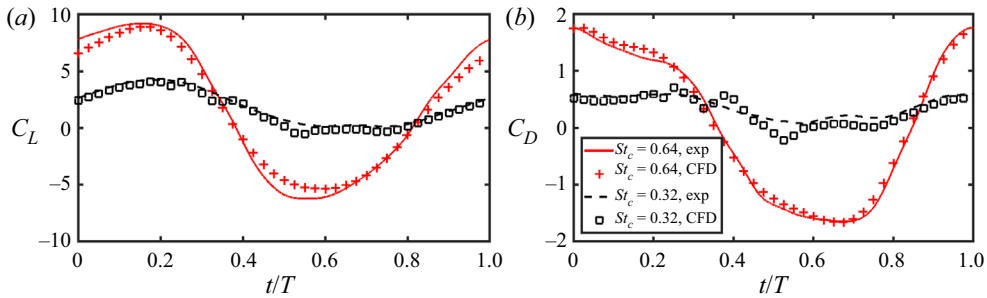 (a)
10
5
C_L 0
−5
−10
0 0.2 0.4 0.6 0.8 1.0
t/T
(b)
2
1
C_D 0
−1
−2
St_c = 0.64, exp
St_c = 0.64, CFD
St_c = 0.32, exp
St_c = 0.32, CFD
0 0.2 0.4 0.6 0.8 1.0
t/T